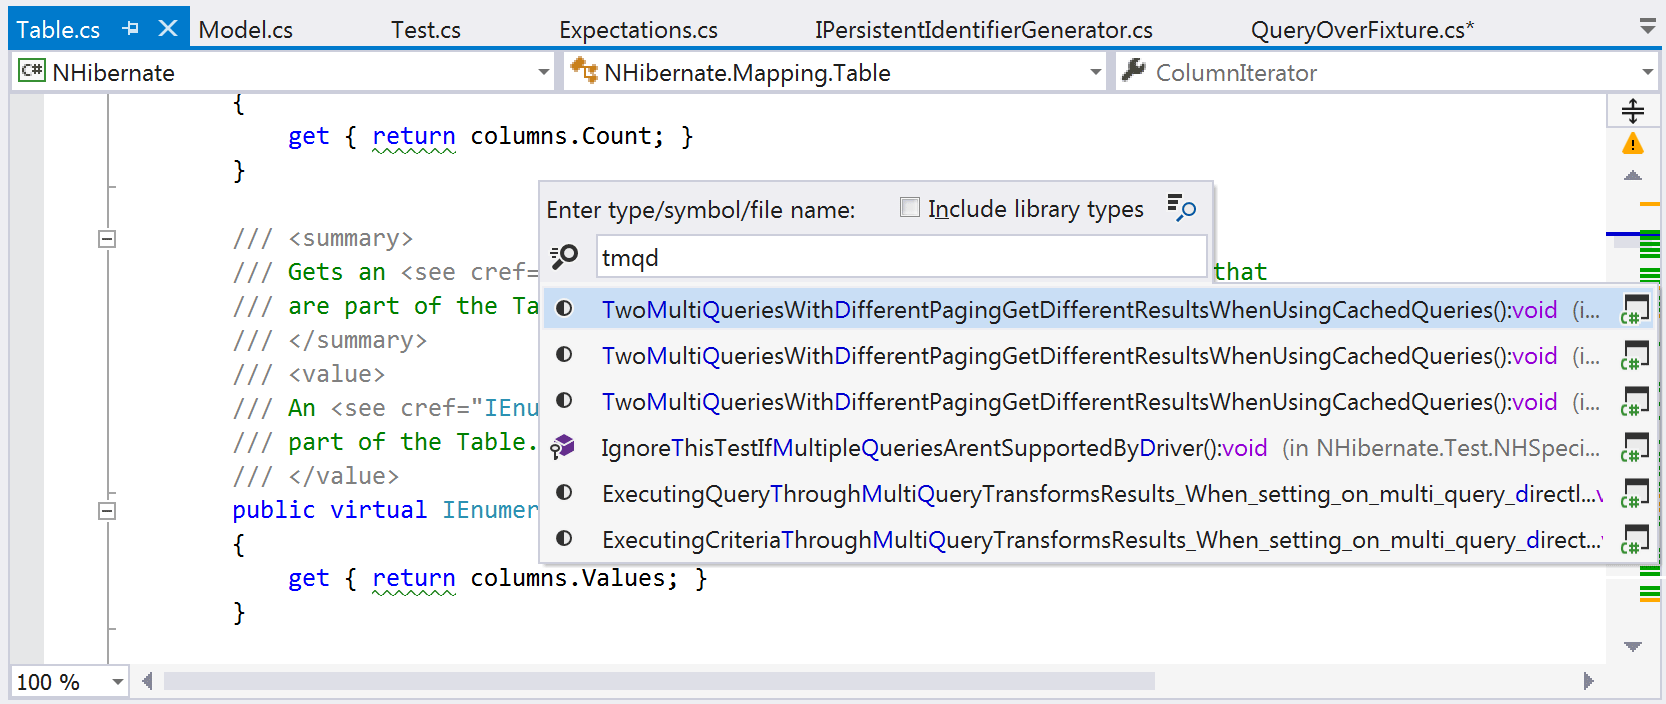 Table.cs Model.cs Test.cs Expectations.cs IPersistentIdentifierGenerator.cs QueryOverFixture.cs*
C# NHibernate NHibernate.Mapping.Table ColumnIterator
{
get { return columns.Count; }
}
Enter type/symbol/file name: Include library types
tmqd
/// <summary>
/// Gets an <see cref= that
/// are part of the Ta
/// </summary>
/// <value>
/// An <see cref="IEnu
/// part of the Table.
/// </value>
public virtual IEnumer
{
get { return columns.Values; }
}
TwoMultiQueriesWithDifferentPagingGetDifferentResultsWhenUsingCachedQueries():void (i... C#
TwoMultiQueriesWithDifferentPagingGetDifferentResultsWhenUsingCachedQueries():void (i... C#
TwoMultiQueriesWithDifferentPagingGetDifferentResultsWhenUsingCachedQueries():void (i... C#
IgnoreThisTestIfMultipleQueriesArentSupportedByDriver():void (in NHibernate.Test.NHSpeci... C#
ExecutingQueryThroughMultiQueryTransformsResults_When_setting_on_multi_query_directl...v C#
ExecutingCriteriaThroughMultiQueryTransformsResults_When_setting_on_multi_query_direct...v C#
100 %